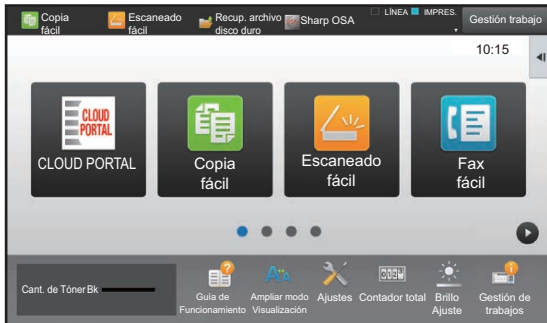 Copia
fácil
Escaneado
fácil
Recup. archivo
disco duro
Sharp OSA
LÍNEA
IMPRES.
Gestión trabajo
10:15
CLOUD
PORTAL
CLOUD PORTAL
Copia
fácil
Escaneado
fácil
Fax
fácil
Cant. de Tóner Bk
Guia de
Funcionamiento
Ampliar modo
Visualización
Ajustes
Contador total
Brillo
Ajuste
Gestión de
trabajos